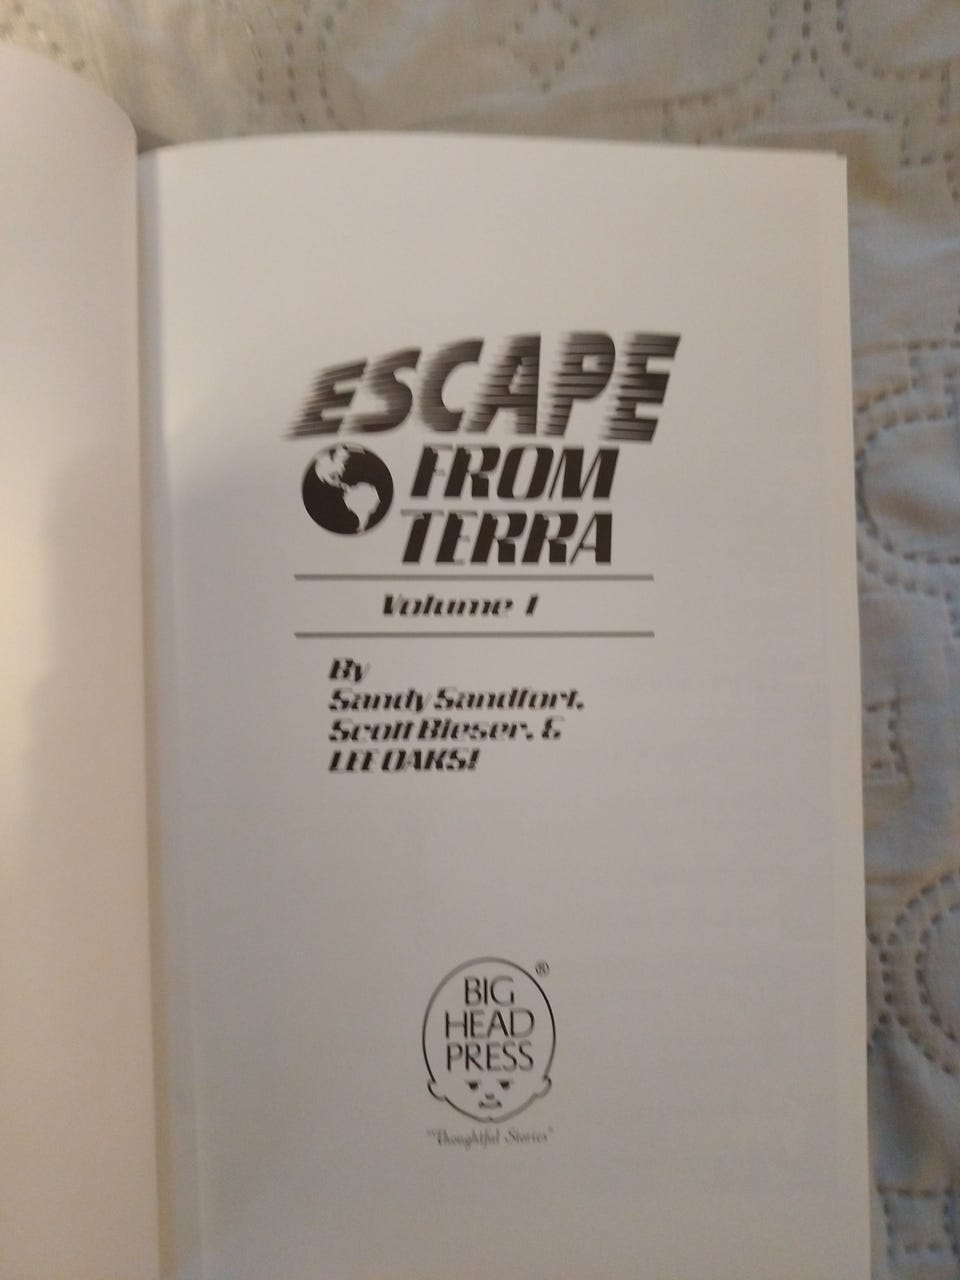 ESCAPE
FROM
TERRA
Volume 1
By
Sandy Sandfort,
Scott Bieser, &
LEE OAKS!
BIG
HEAD
PRESS
®
"Thoughtful Stories"